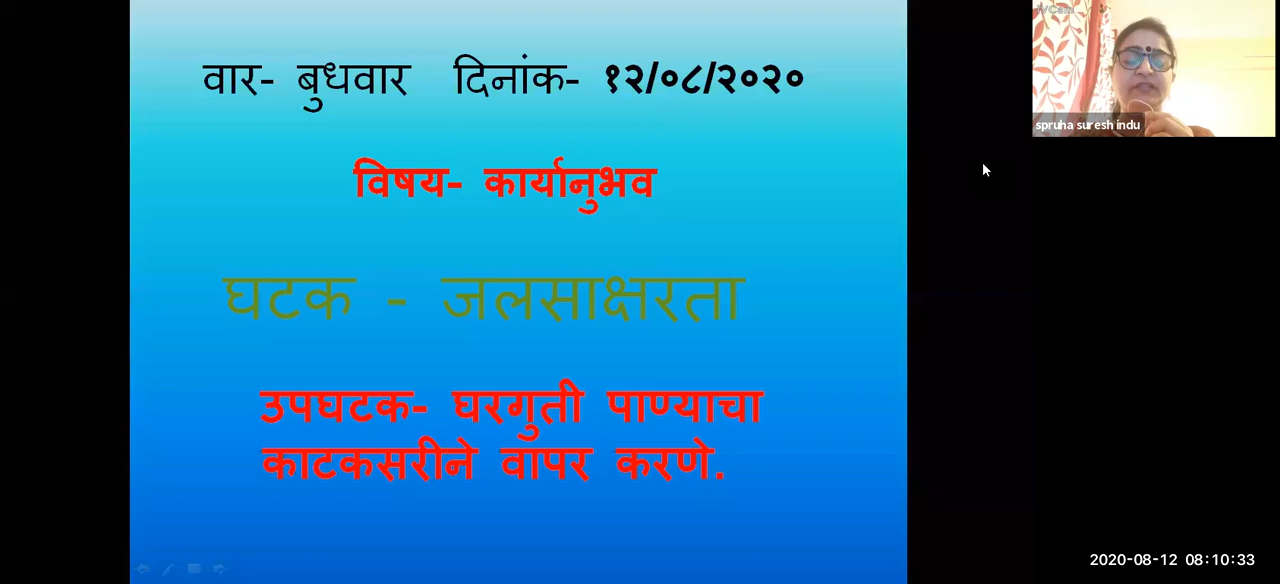 वार- बुधवार दिनांक- १२/०८/२०२०
विषय- कार्यानुभव
घटक - जलसाक्षरता
उपघटक- घरगुती पाण्याचा
काटकसरीने वापर करणे.
iVCam
spruha suresh indu
2020-08-12 08:10:33